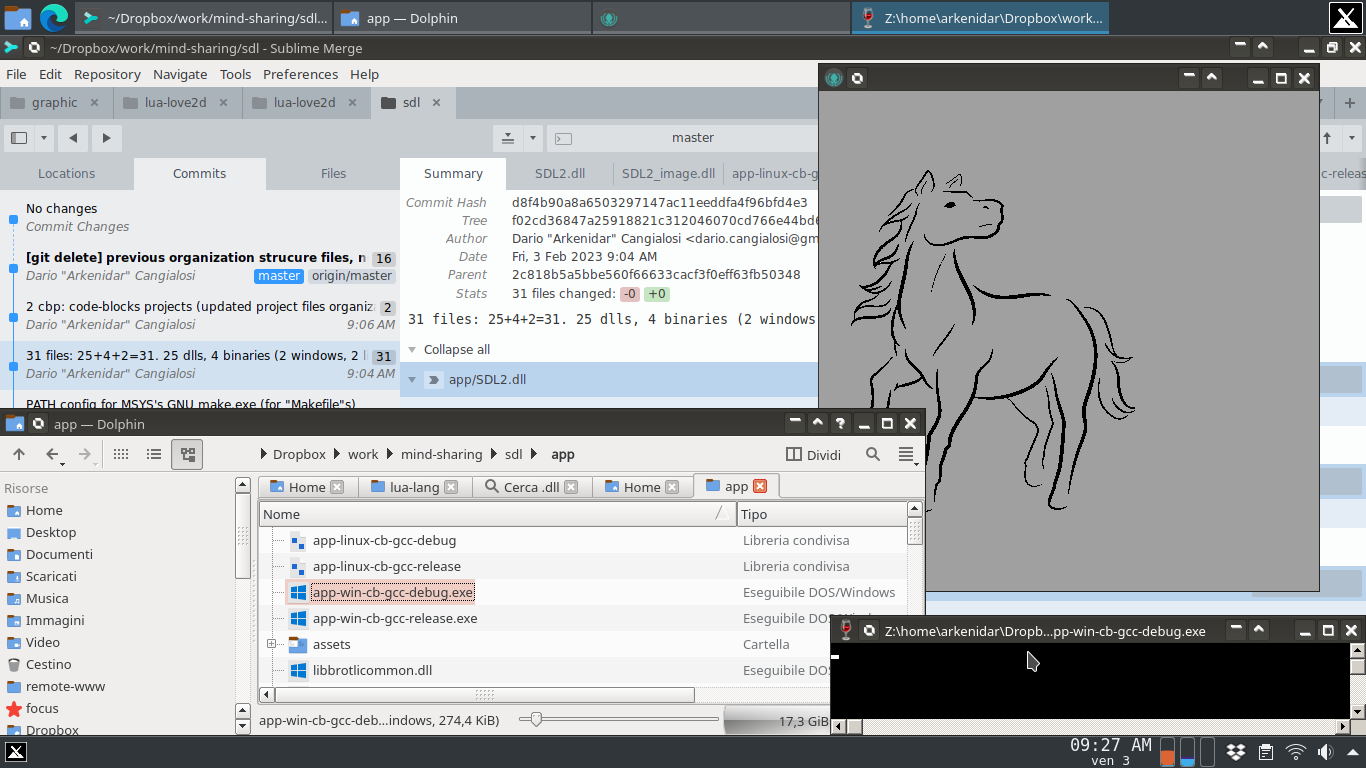 ~/Dropbox/work/mind-sharing/sdl...
app — Dolphin
Z:\home\arkenidar\Dropbox\work...
~/Dropbox/work/mind-sharing/sdl - Sublime Merge
File Edit Repository Navigate Tools Preferences Help
graphic
lua-love2d
lua-love2d
sdl
master
Locations Commits Files
Summary SDL2.dll SDL2_image.dll app-linux-cb-g
c-releas
No changes
Commit Changes
[git delete] previous organization strucure files, n 16
Dario "Arkenidar" Cangialosi master origin/master
2 cbp: code-blocks projects (updated project files organiz 2
Dario "Arkenidar" Cangialosi 9:06 AM
31 files: 25+4+2=31. 25 dlls, 4 binaries (2 windows, 2 l 31
Dario "Arkenidar" Cangialosi 9:04 AM
PATH config for MSYS's GNU make.exe (for "Makefile"s)
Commit Hash d8f4b90a8a6503297147ac11eeddfa4f96bfd4e3
Tree f02cd36847a25918821c312046070cd766e44bd6
Author Dario "Arkenidar" Cangialosi <dario.cangialosi@gm
Date Fri, 3 Feb 2023 9:04 AM
Parent 2c818b5a5bbe560f66633cacf3f0eff63fb50348
Stats 31 files changed: -0 +0
31 files: 25+4+2=31. 25 dlls, 4 binaries (2 windows
Collapse all
app/SDL2.dll
app — Dolphin
Dropbox work mind-sharing sdl app
Dividi
Risorse
Home
Desktop
Documenti
Scaricati
Musica
Immagini
Video
Cestino
remote-www
focus
Dropbox
Home lua-lang Cerca .dll Home app
Nome Tipo
app-linux-cb-gcc-debug Libreria condivisa
app-linux-cb-gcc-release Libreria condivisa
app-win-cb-gcc-debug.exe Eseguibile DOS/Windows
app-win-cb-gcc-release.exe Eseguibile DOS/Windows
assets Cartella
libbrotlicommon.dll Eseguibile DOS
app-win-cb-gcc-deb...indows, 274,4 KiB)
17,3 GiB
Z:\home\arkenidar\Dropb...pp-win-cb-gcc-debug.exe
09:27 AM
ven 3